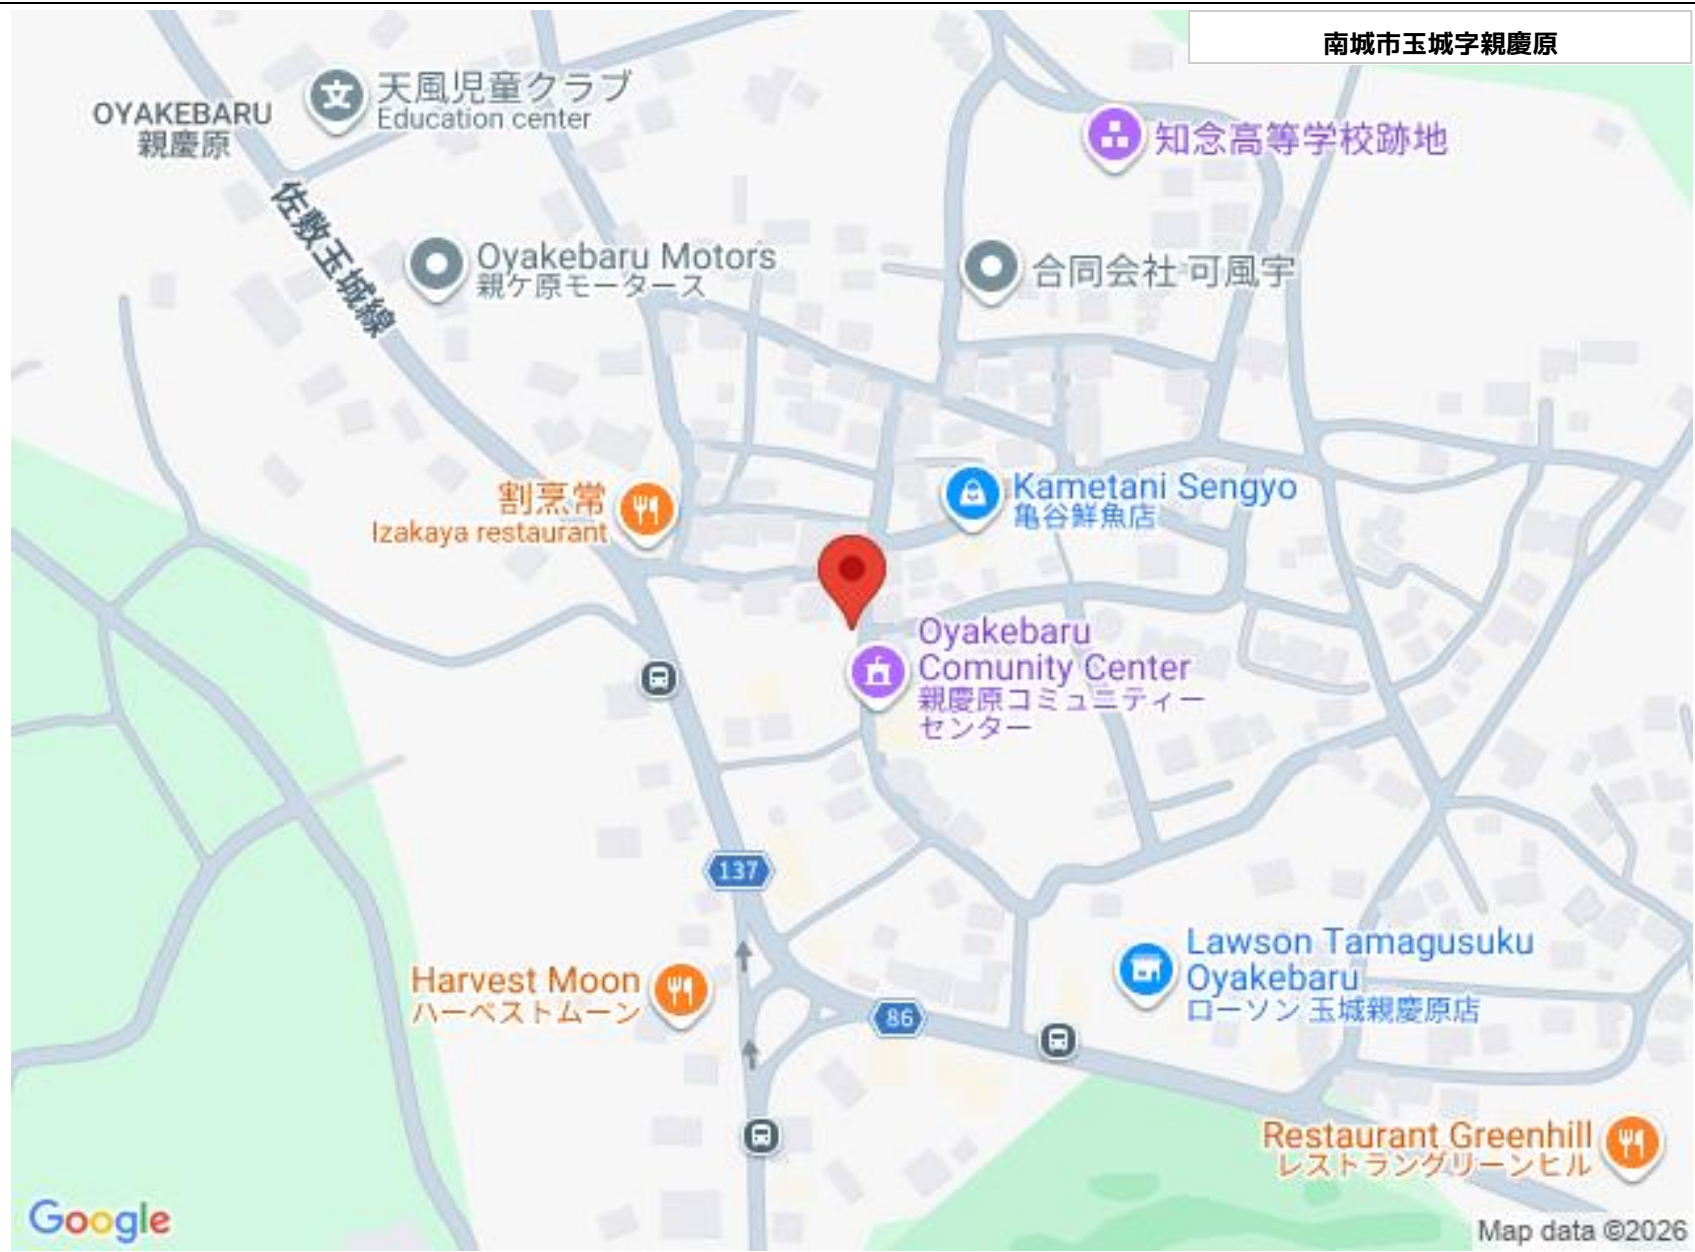 南城市玉城字親慶原
天風児童クラブ
Education center
OYAKEBARU
親慶原
知念高等学校跡地
佐敷玉城線
Oyakebaru Motors
親ケ原モータース
合同会社 可風宇
割烹常
Izakaya restaurant
Kametani Sengyo
亀谷鮮魚店
Oyakebaru
Comunity Center
親慶原コミュニティー
センター
137
Harvest Moon
ハーベストムーン
86
Lawson Tamagusuku
Oyakebaru
ローソン 玉城親慶原店
Restaurant Greenhill
レストラングリーンヒル
Google
Map data ©2026